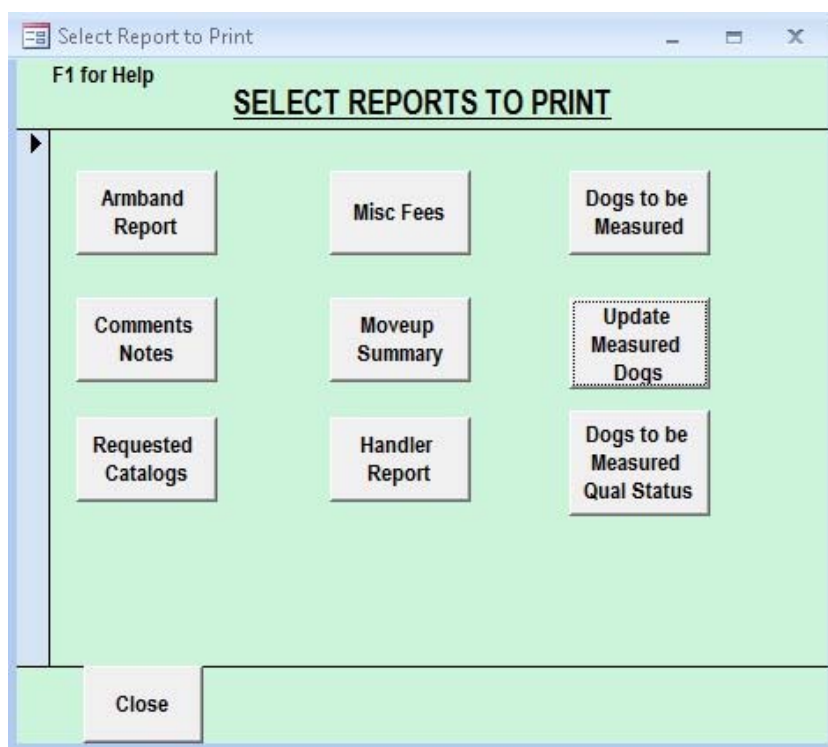 Select Report to Print
F1 for Help
SELECT REPORTS TO PRINT
Armband
Report
Misc Fees
Dogs to be
Measured
Comments
Notes
Moveup
Summary
Update
Measured
Dogs
Requested
Catalogs
Handler
Report
Dogs to be
Measured
Qual Status
Close